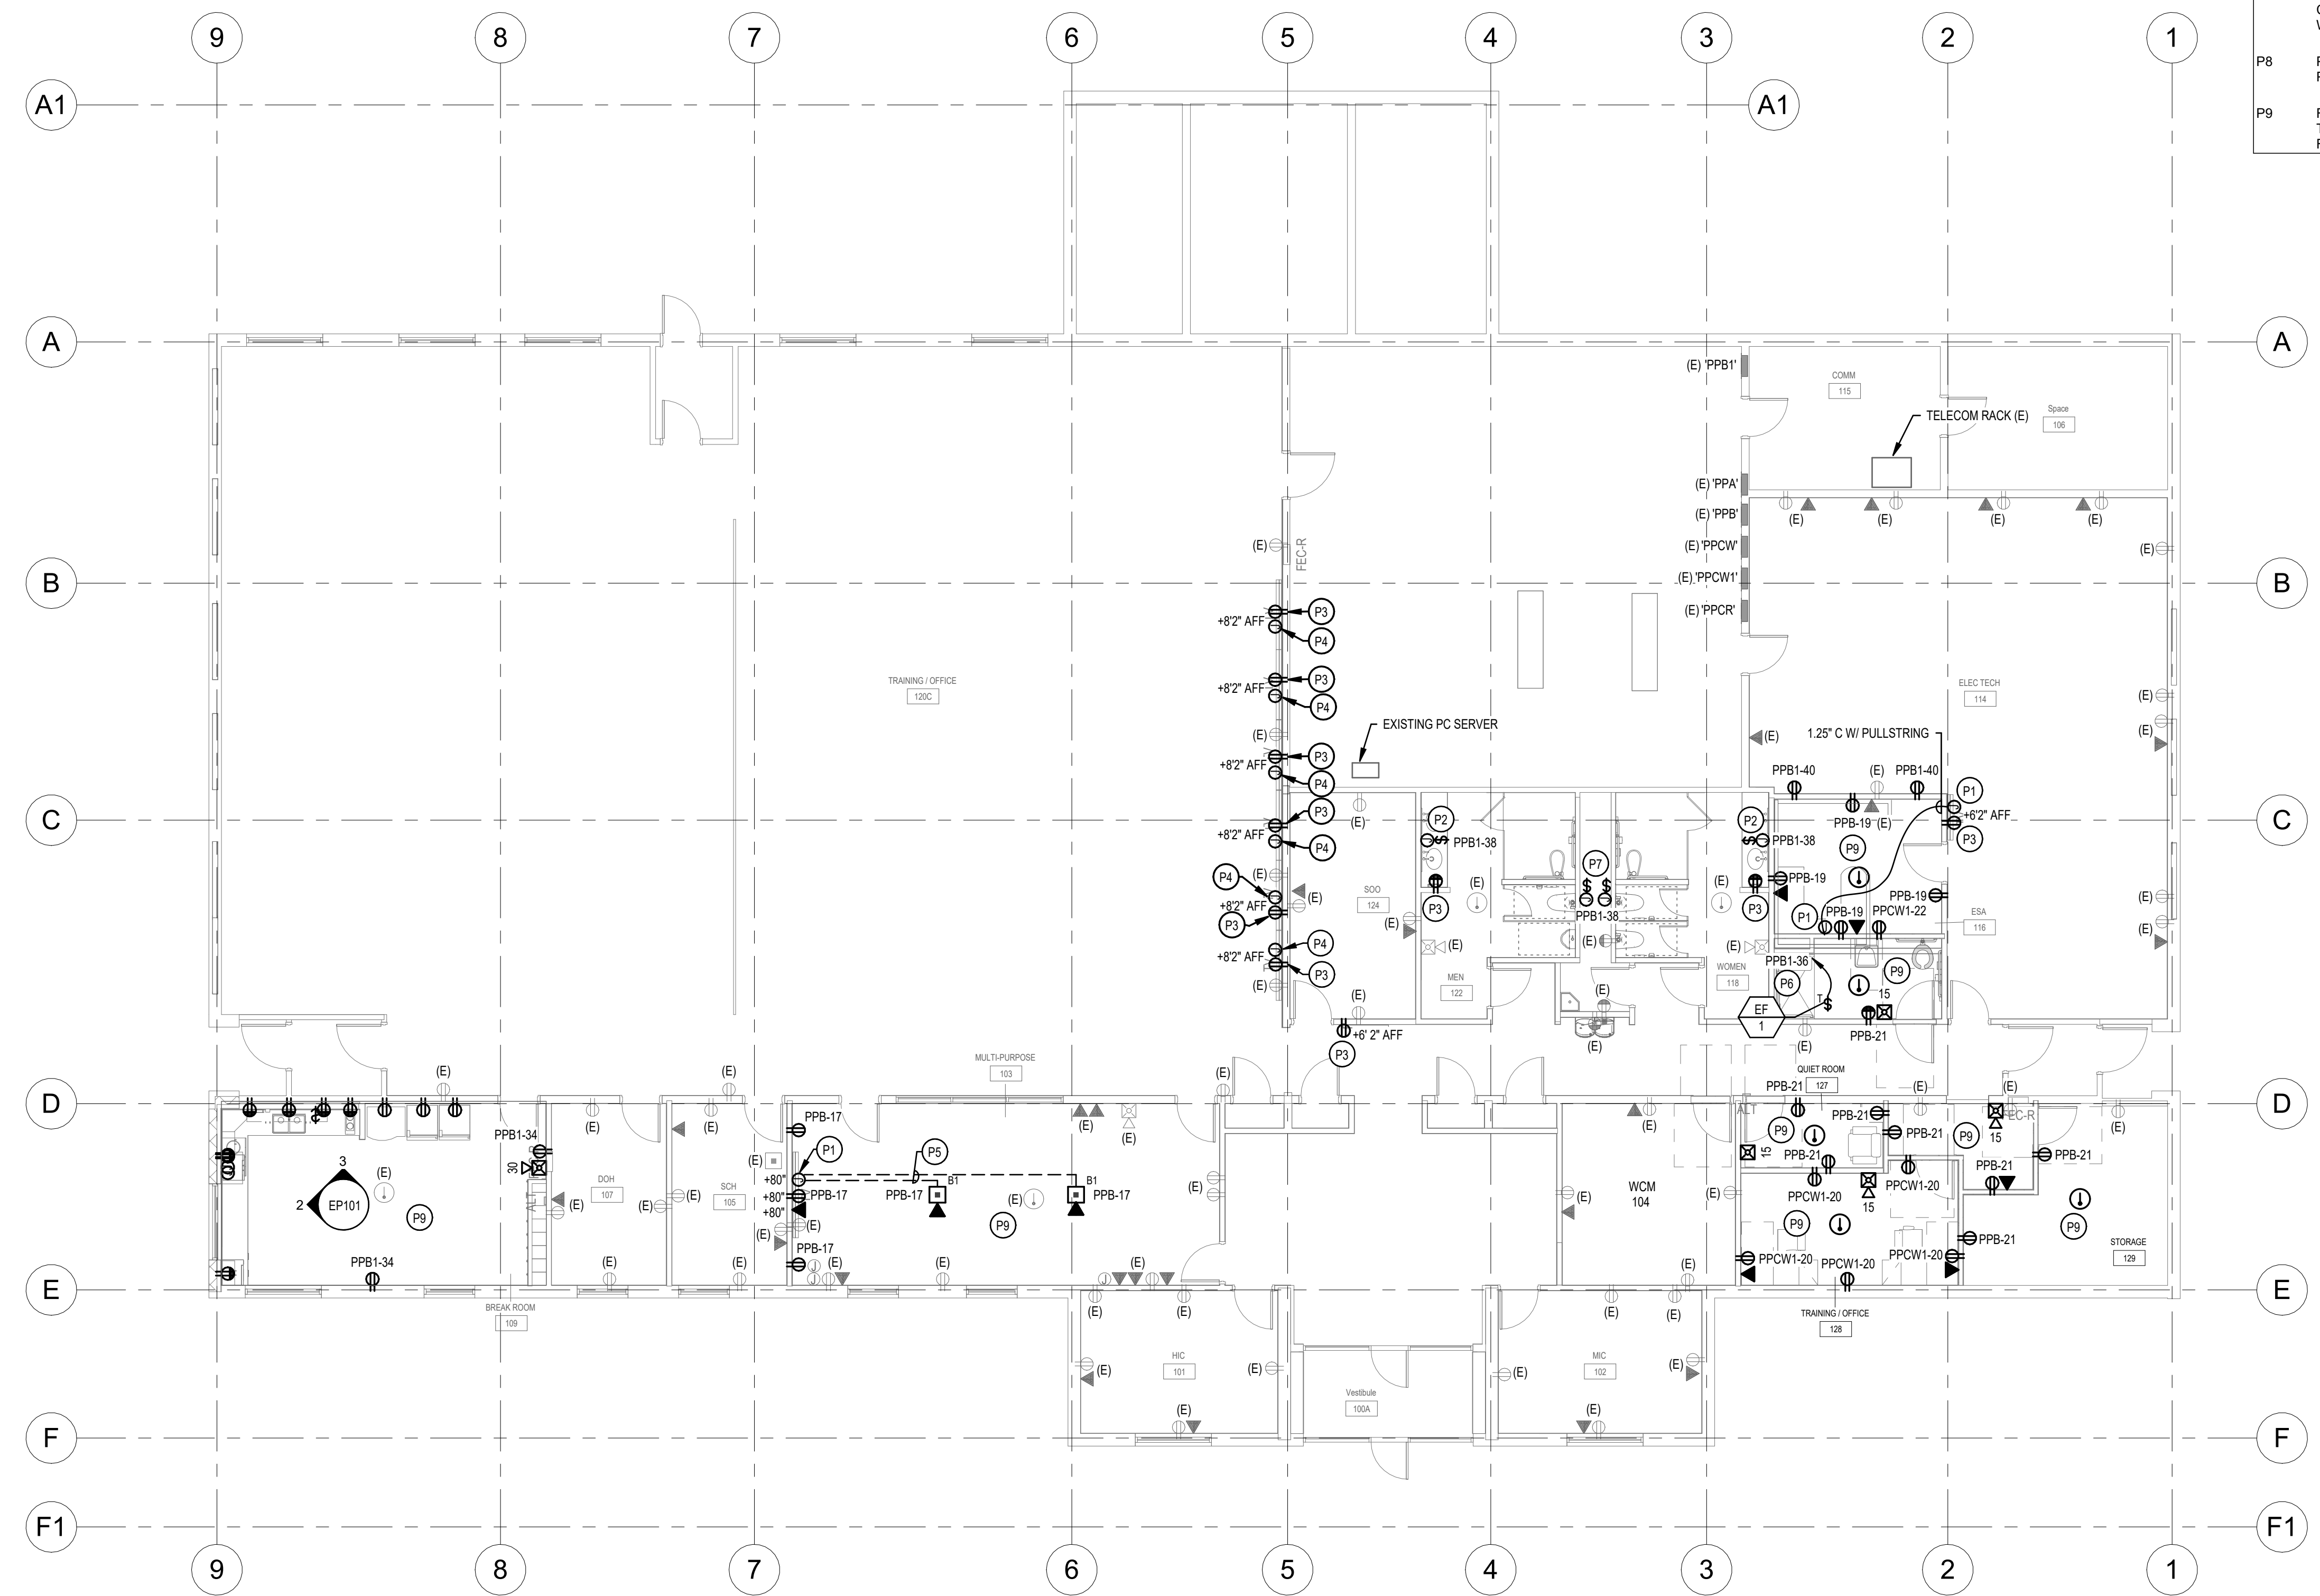 9 8 7 6 5 4 3 2 1
A1 A1
P8
P9
A A
(E) 'PPB1'
COMM
115
Space
106
TELECOM RACK (E)
(E) 'PPA'
(E) 'PPB'
(E) (E) (E) (E)
(E) 'PPCW'
(E)
(E)
FEC-R
B B
(E) 'PPCW1'
(E) 'PPCR'
P3
+8'2" AFF
P4
TRAINING / OFFICE
120C
P3
+8'2" AFF
P4
ELEC TECH
114
(E)
EXISTING PC SERVER
(E)
1.25" C W/ PULLSTRING
(E)
(E)
P3
+8'2" AFF
P4
PPB1-40
(E)
PPB1-40
P1
P3
C C
+8'2" AFF
P4
(E)
P2
PPB1-38
P2
PPB1-38
PPB-19
(E)
+6'2" AFF
P3
P9
P7
(E)
P4
+8'2" AFF
P3
(E)
SOO
124
(E)
P3
(E)
PPB1-38
(E)
P3
PPB-19
P1
PPB-19
PPCW1-22
PPB-19
ESA
116
(E)
(E)
P4
+8'2" AFF
P3
(E)
(E)
(E)
(E)
MEN
122
WOMEN
118
PPB1-36
P6
P9
15
T
$
EF
1
PPB-21
(E)
(E)
+6' 2" AFF
P3
(E)
(E)
(E)
MULTI-PURPOSE
103
QUIET ROOM
127
(E)
(E)
(E)
PPB-21
(E)
(E)
D D
ALT
FEC-R
PPB1-34
(E)
(E)
PPB-17
(E)
(E)
(E)
PPB-21
PPB-21
P9
P9
15
15
(E)
3
2
EP101
(E)
30
P1
P5
(E)
PPB-21
PPB-21
PPB-21
P9
DOH
107
(E)
(E)
(E)
SCH
105
+80"
+80"
+80"
PPB-17
PPB-17
B1
(E)
B1
PPB-17
P9
(E)
WCM
104
(E)
(E)
PPCW1-20
15
PPCW1-20
P9
P9
(E)
(E)
PPB-17
PPB-21
STORAGE
129
PPB1-34
(E)
(E)
J
J
(E)
(E)
J
(E)
(E)
PPCW1-20
PPCW1-20
PPCW1-20
E E
BREAK ROOM
109
(E)
(E)
(E)
(E)
TRAINING / OFFICE
128
HIC
101
(E)
(E)
MIC
102
(E)
(E)
Vestibule
100A
(E)
(E)
F F
F1 F1
9 8 7 6 5 4 3 2 1